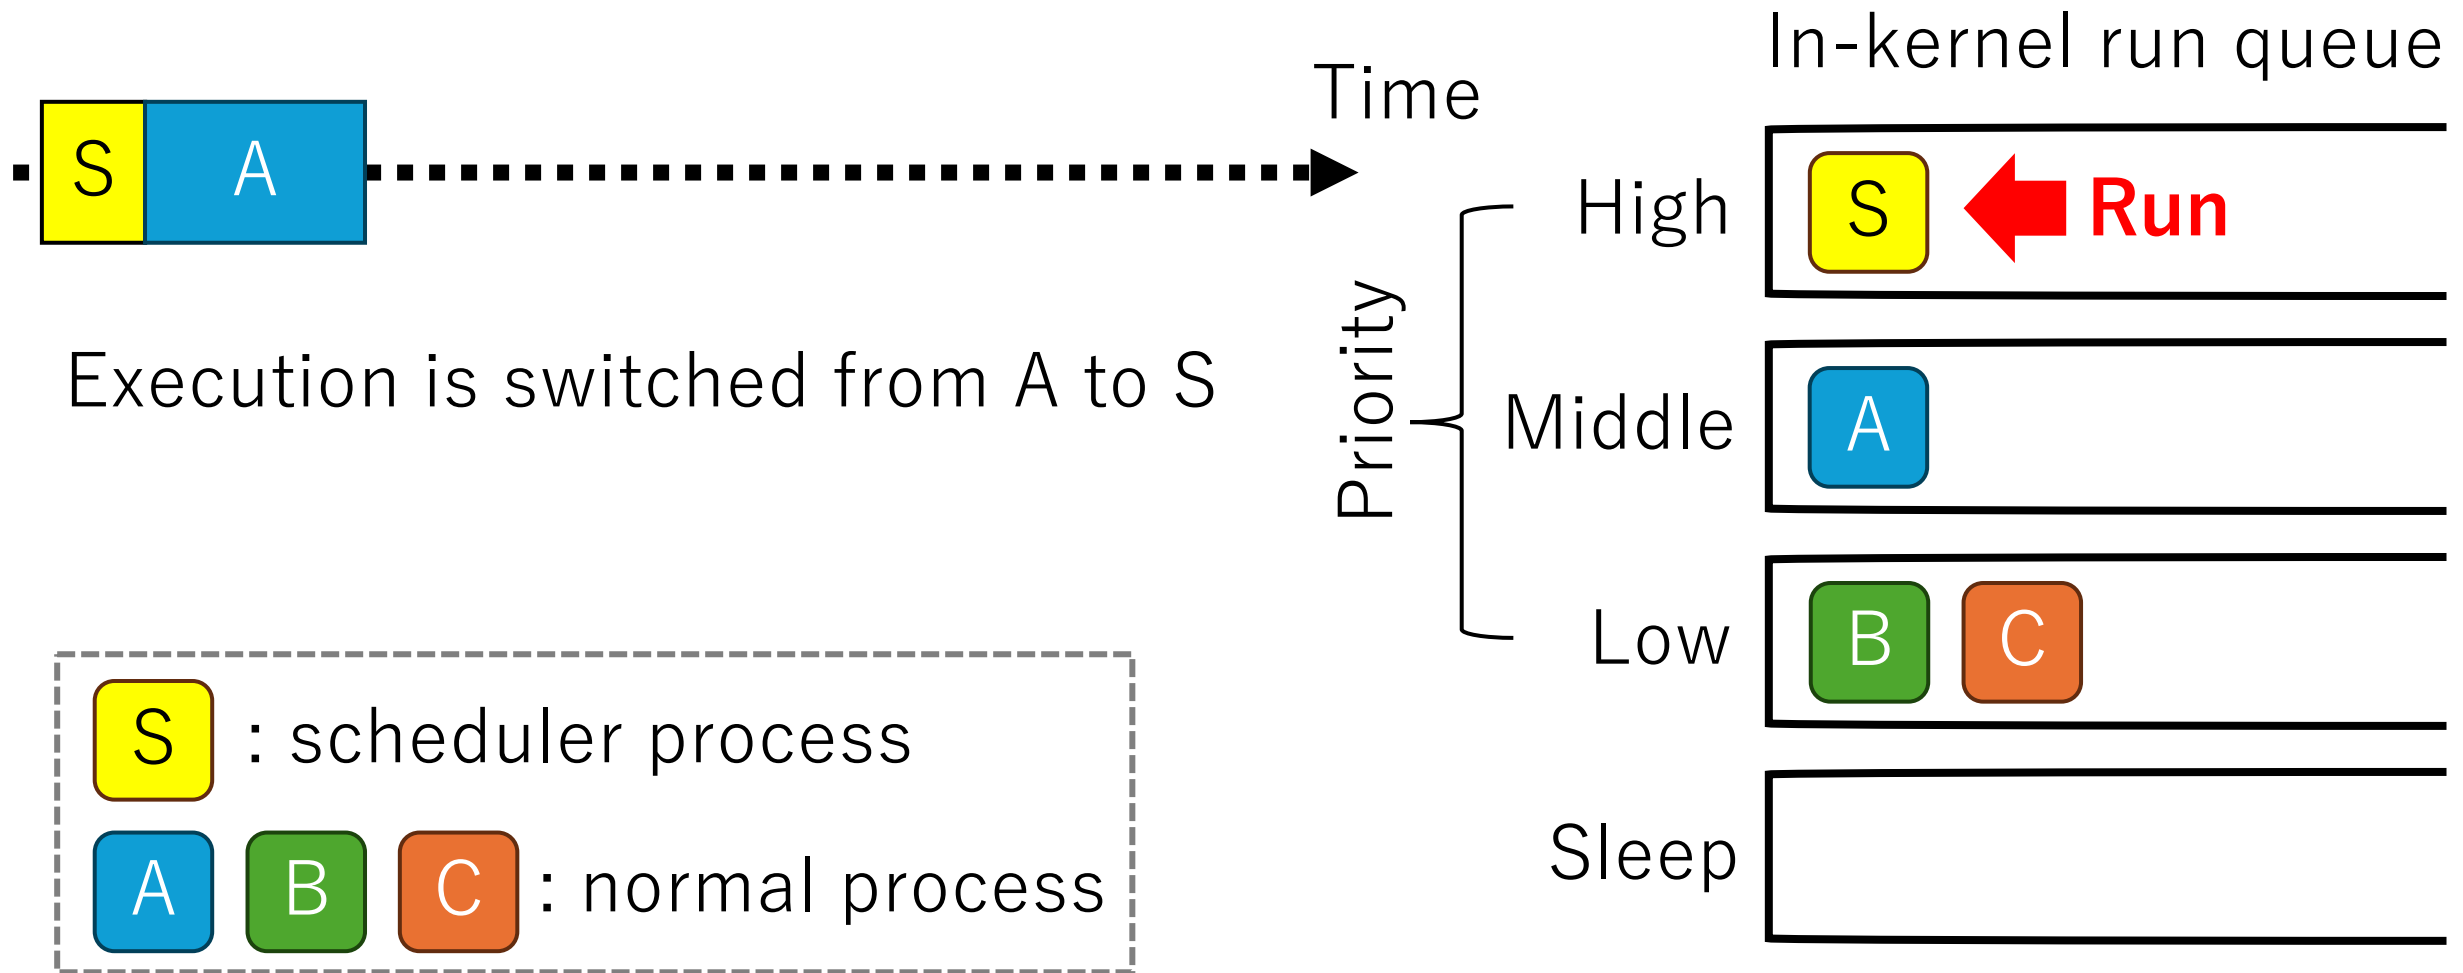 In-kernel run queue
Time
S A
High S Run
Execution is switched from A to S
Priority
Middle A
Low B C
S : scheduler process
Sleep
A B C : normal process